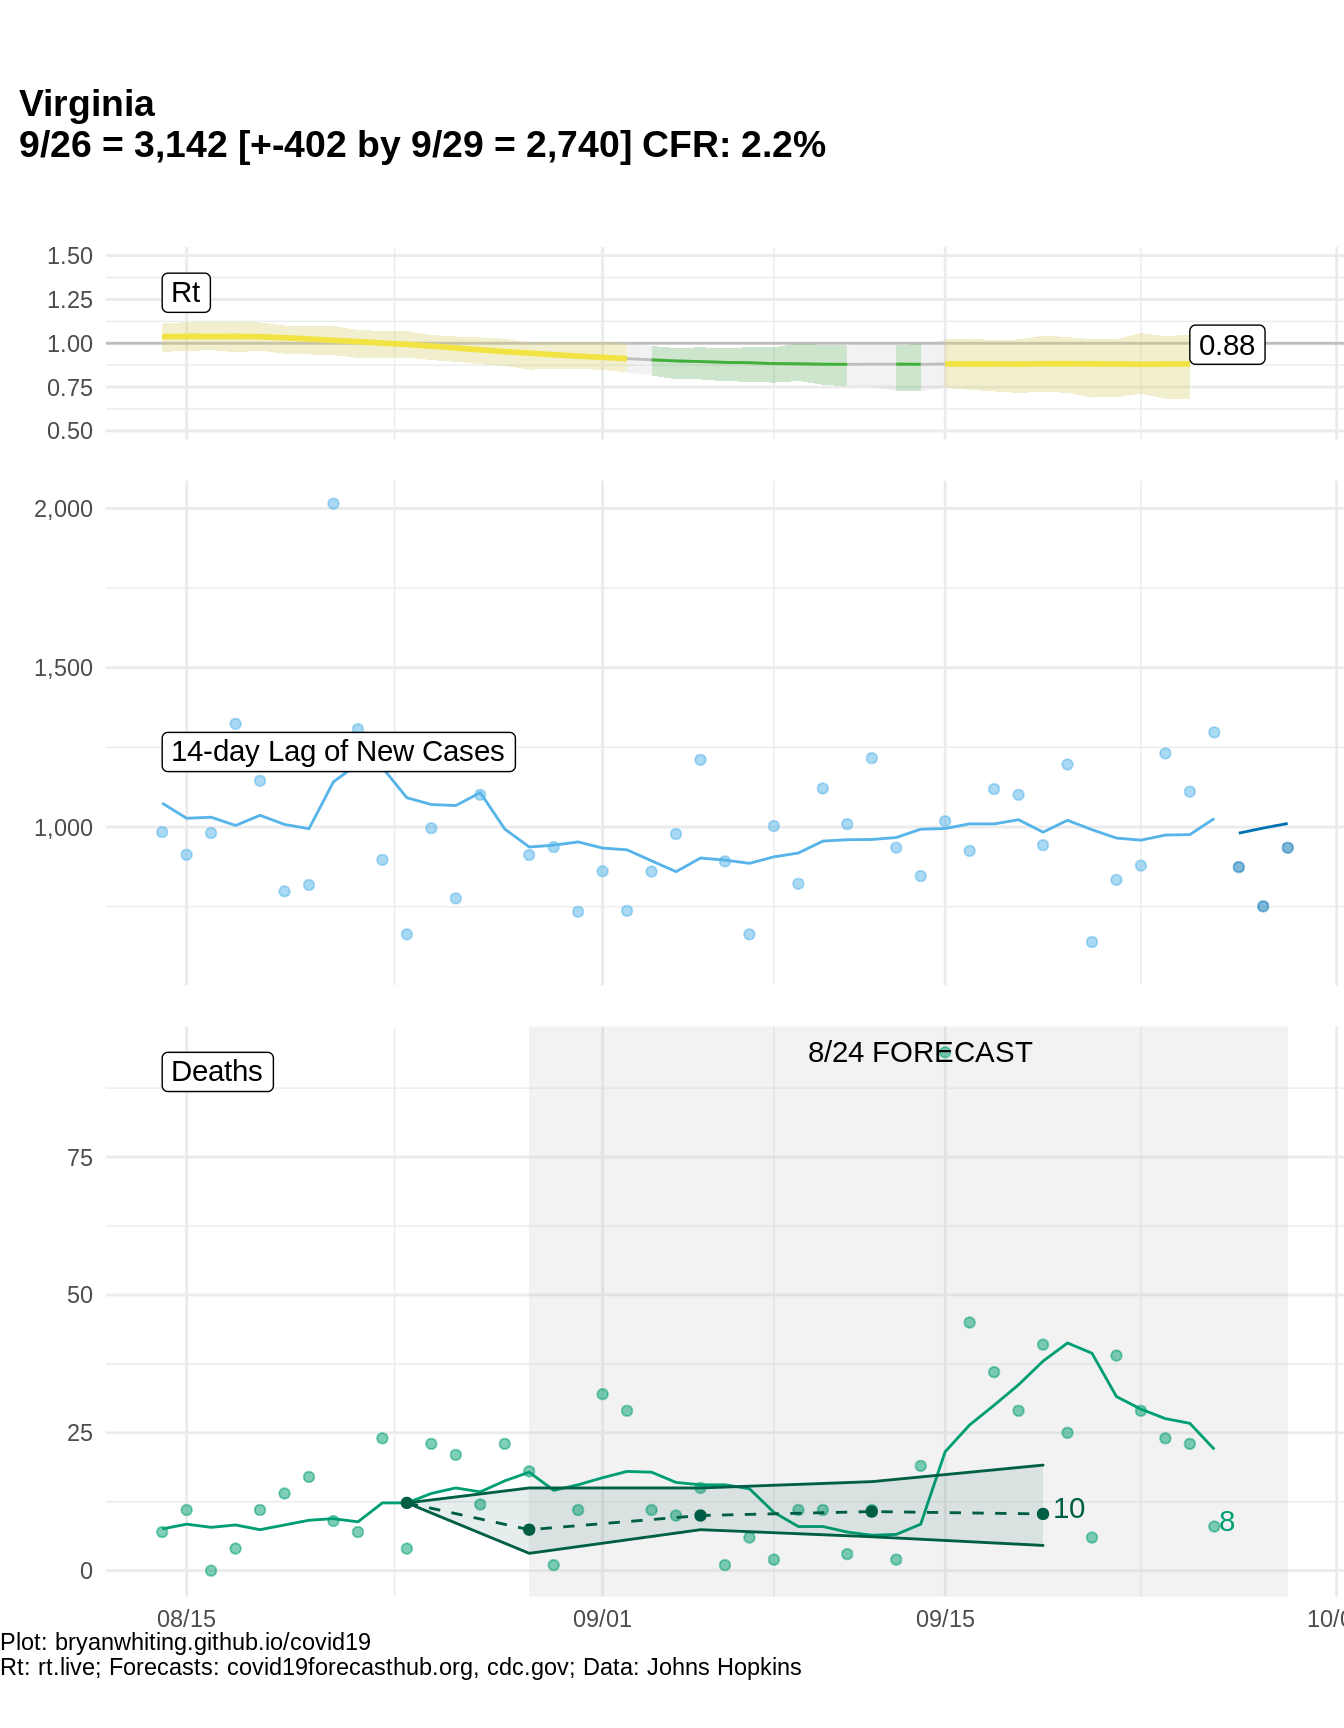 Virginia
9/26 = 3,142 [+-402 by 9/29 = 2,740] CFR: 2.2%
1.50
1.25
1.00
0.75
0.50
Rt
0.88
2,000
1,500
1,000
14-day Lag of New Cases
Deaths
8/24 FORECAST
75
50
25
0
10
8
08/15
09/01
09/15
10/0
Plot: bryanwhiting.github.io/covid19
Rt: rt.live; Forecasts: covid19forecasthub.org, cdc.gov; Data: Johns Hopkins